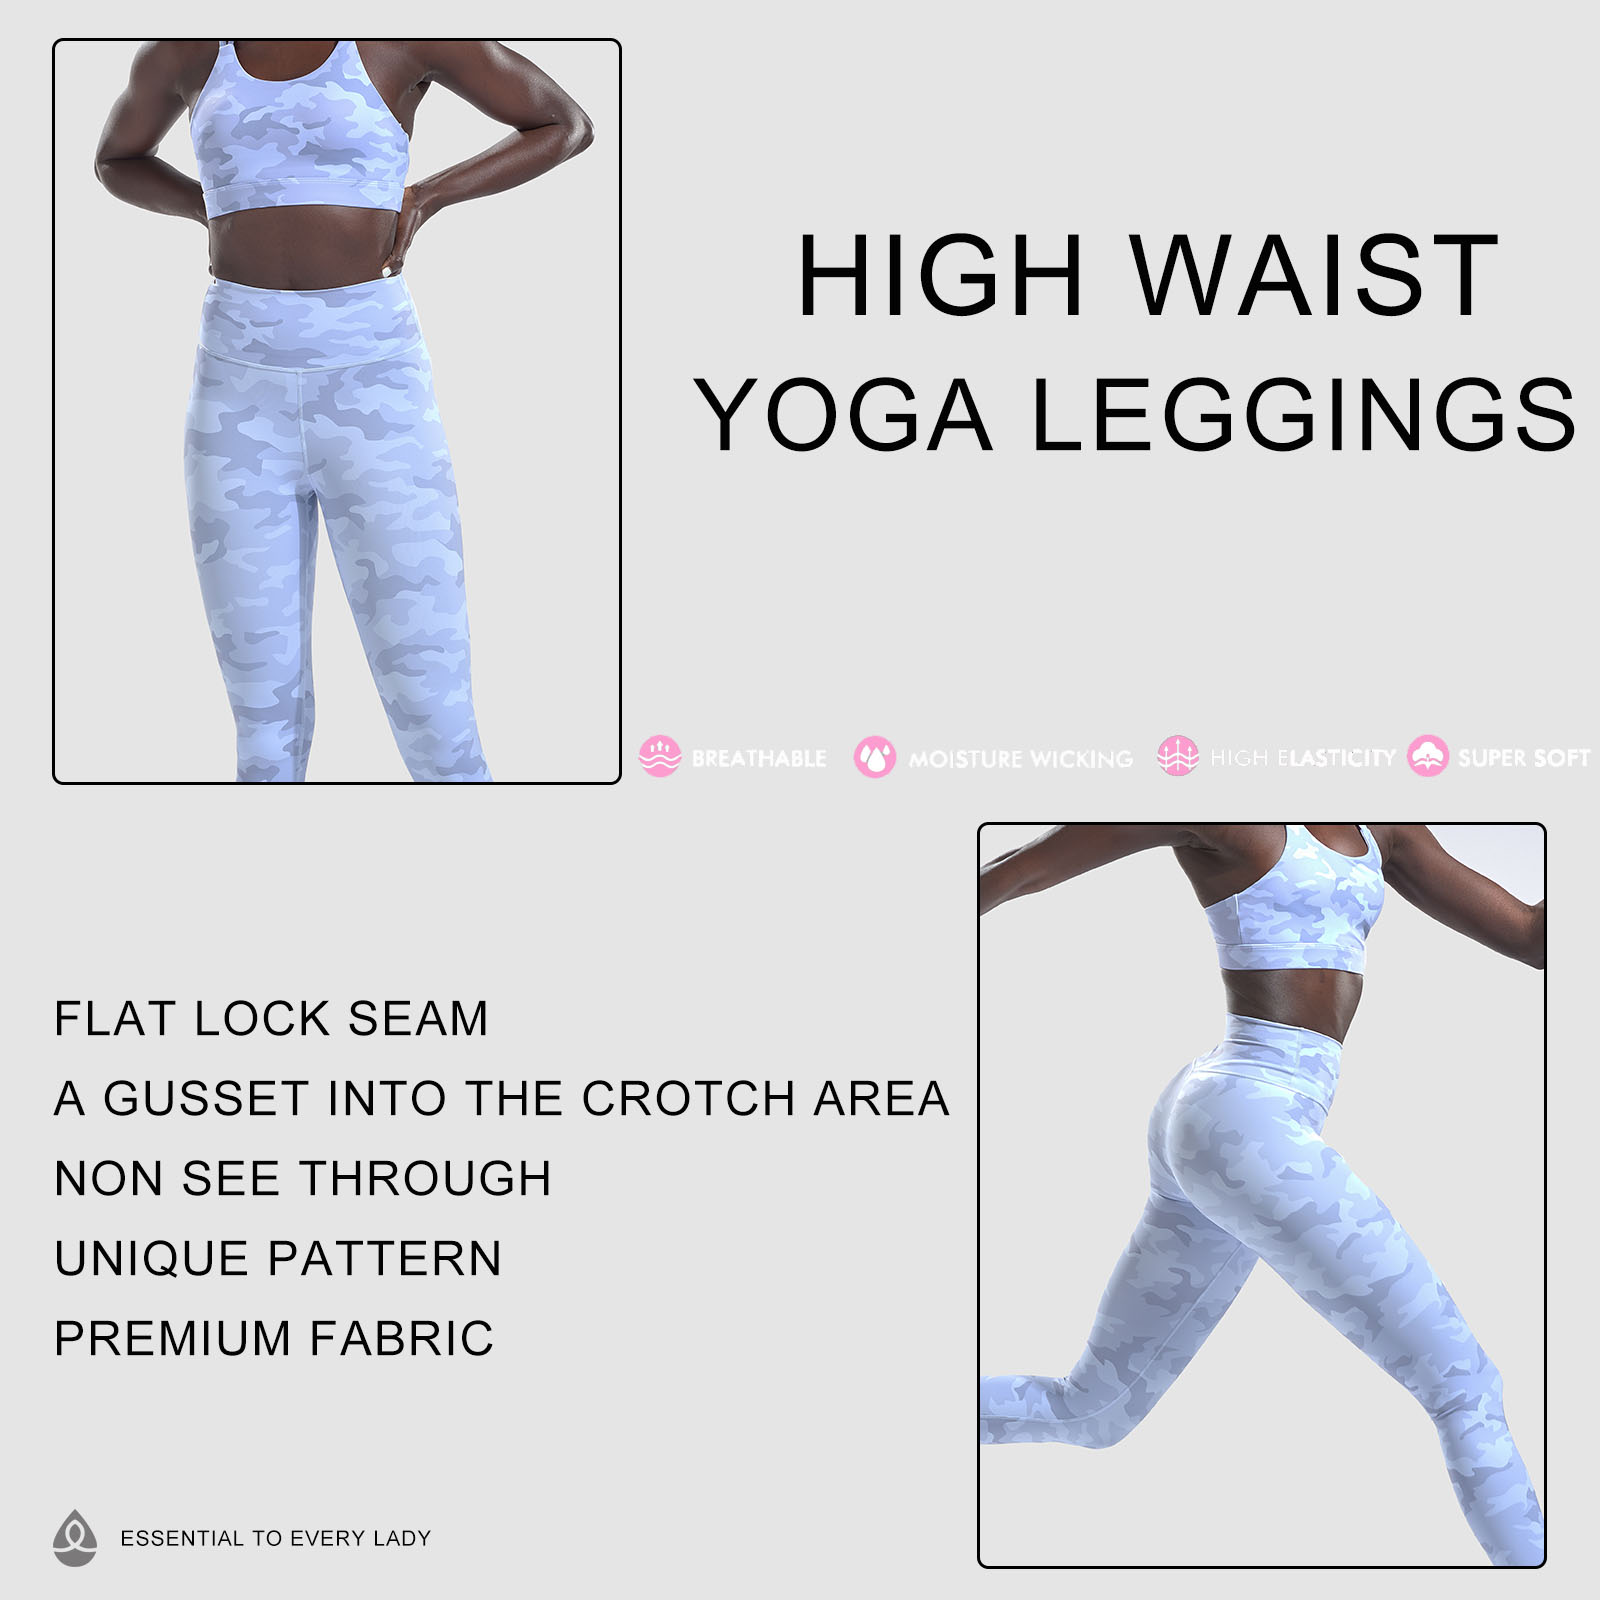 HIGH WAIST
YOGA LEGGINGS
BREATHABLE
MOISTURE WICKING
HIGH ELASTICITY
SUPER SOFT
FLAT LOCK SEAM
A GUSSET INTO THE CROTCH AREA
NON SEE THROUGH
UNIQUE PATTERN
PREMIUM FABRIC
ESSENTIAL TO EVERY LADY